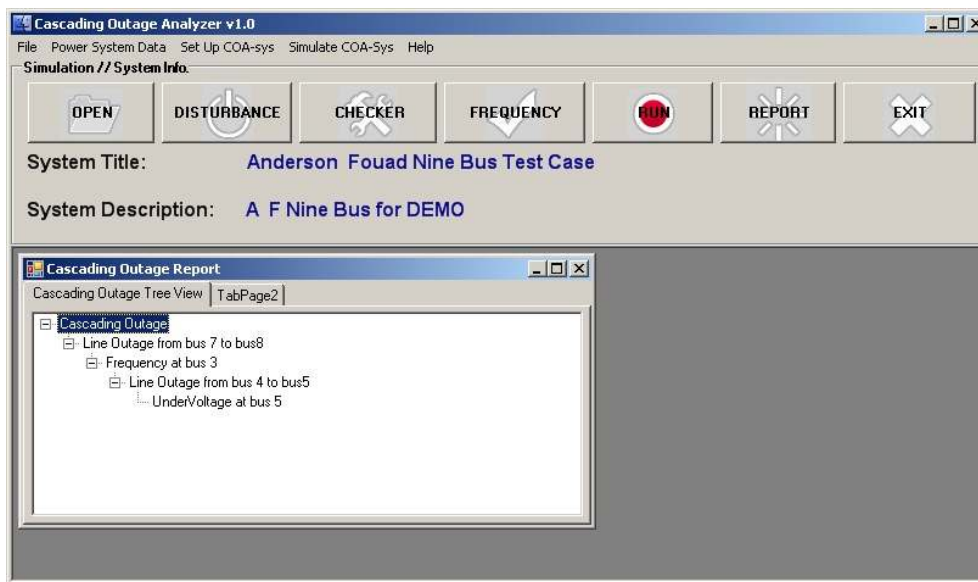 Cascading Outage Analyzer v1.0
File Power System Data Set Up COA-sys Simulate COA-Sys Help
Simulation // System Info.
OPEN DISTURBANCE CHECKER FREQUENCY RUN REPORT EXIT
System Title: Anderson Fouad Nine Bus Test Case
System Description: A F Nine Bus for DEMO
Cascading Outage Report
Cascading Outage Tree View TabPage2
Cascading Outage
Line Outage from bus 7 to bus8
Frequency at bus 3
Line Outage from bus 4 to bus5
UnderVoltage at bus 5